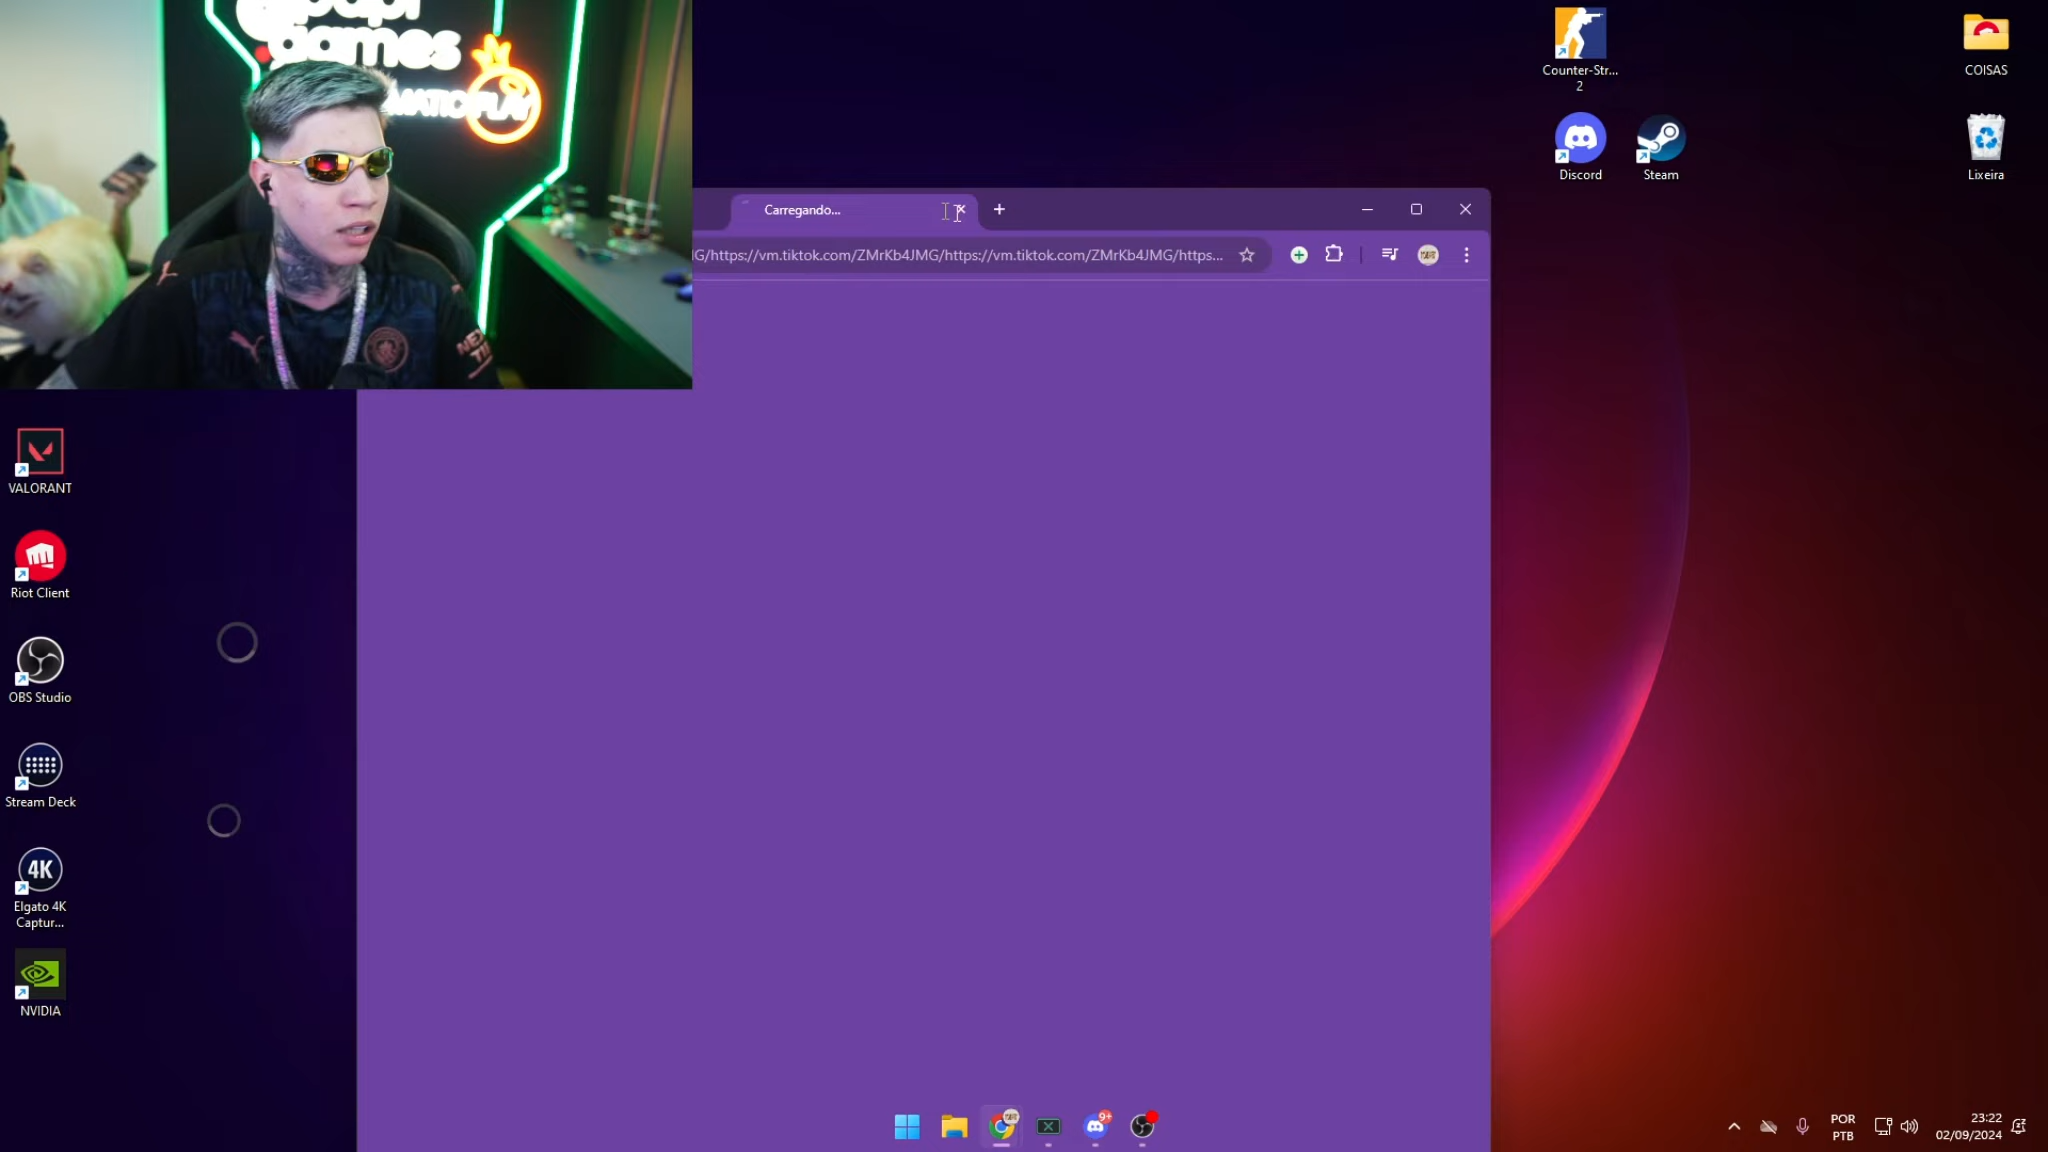 games
Counter-Str...
2
COISAS
Discord
Steam
Lixeira
Carregando...
G/https://vm.tiktok.com/ZMrKb4JMG/https://vm.tiktok.com/ZMrKb4JMG/https...
VALORANT
Riot Client
OBS Studio
Stream Deck
4K
Elgato 4K
Captur...
NVIDIA
9+
POR
PTB
23:22
02/09/2024